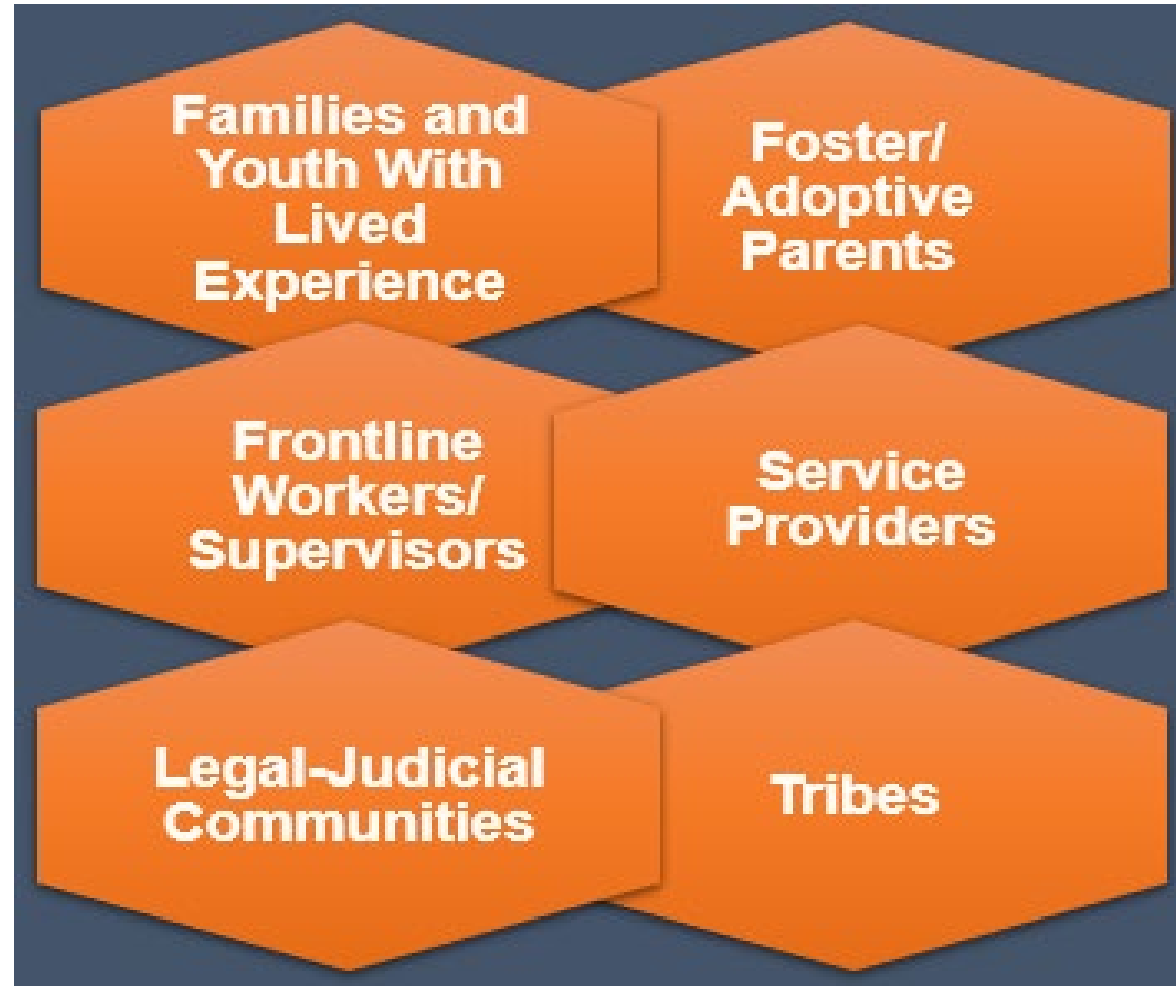 Families and
Youth With
Lived
Experience
Foster/
Adoptive
Parents
Frontline
Workers/
Supervisors
Service
Providers
Legal-Judicial
Communities
Tribes